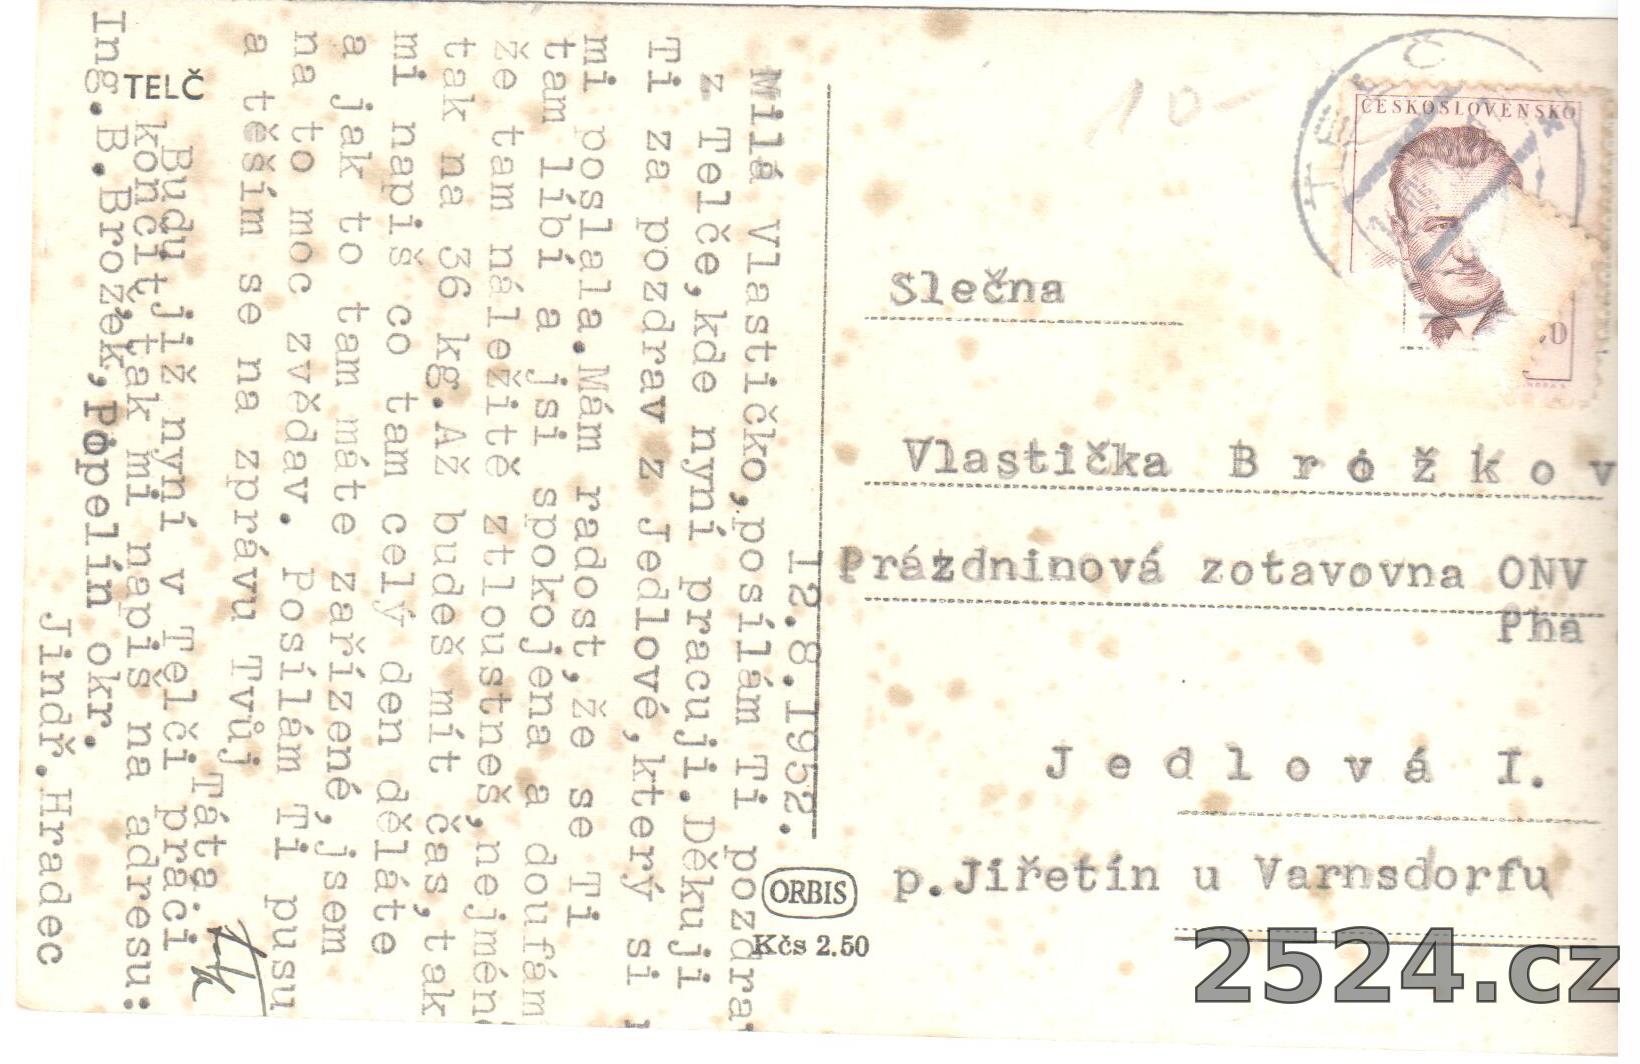 TELČ
12.8.1952.
Milá Vlastičko,posílám Ti pozdra
z Telče,kde nyní pracuji.Děkuji
Ti za pozdrav z Jedlové,který si
mi poslala.Mám radost,že se Ti
tam líbí a jsi spokojena a doufám
že tam náležitě ztloustneš,nejmén
tak na 36 kg.Až budeš mít čas,tak
mi napiš co tam celý den děláte
a jak to tam máte zařízené,jsem
na to moc zvědav. Posílám Ti pusu
a těším se na zprávu Tvůj
Táta.
Budu již nyní v Telči práci
končit,tak mi napiš na adresu:
Ing.B.Brožek,Popelín okr.
Jindř.Hradec
ORBIS
Kčs 2.50
10-
ČESKOSLOVENSKO
Slečna
Vlastička B r o ž k o v
Prázdninová zotavovna ONV
Pha
J e d l o v á I.
p.Jiřetín u Varnsdorfu
2524.cz